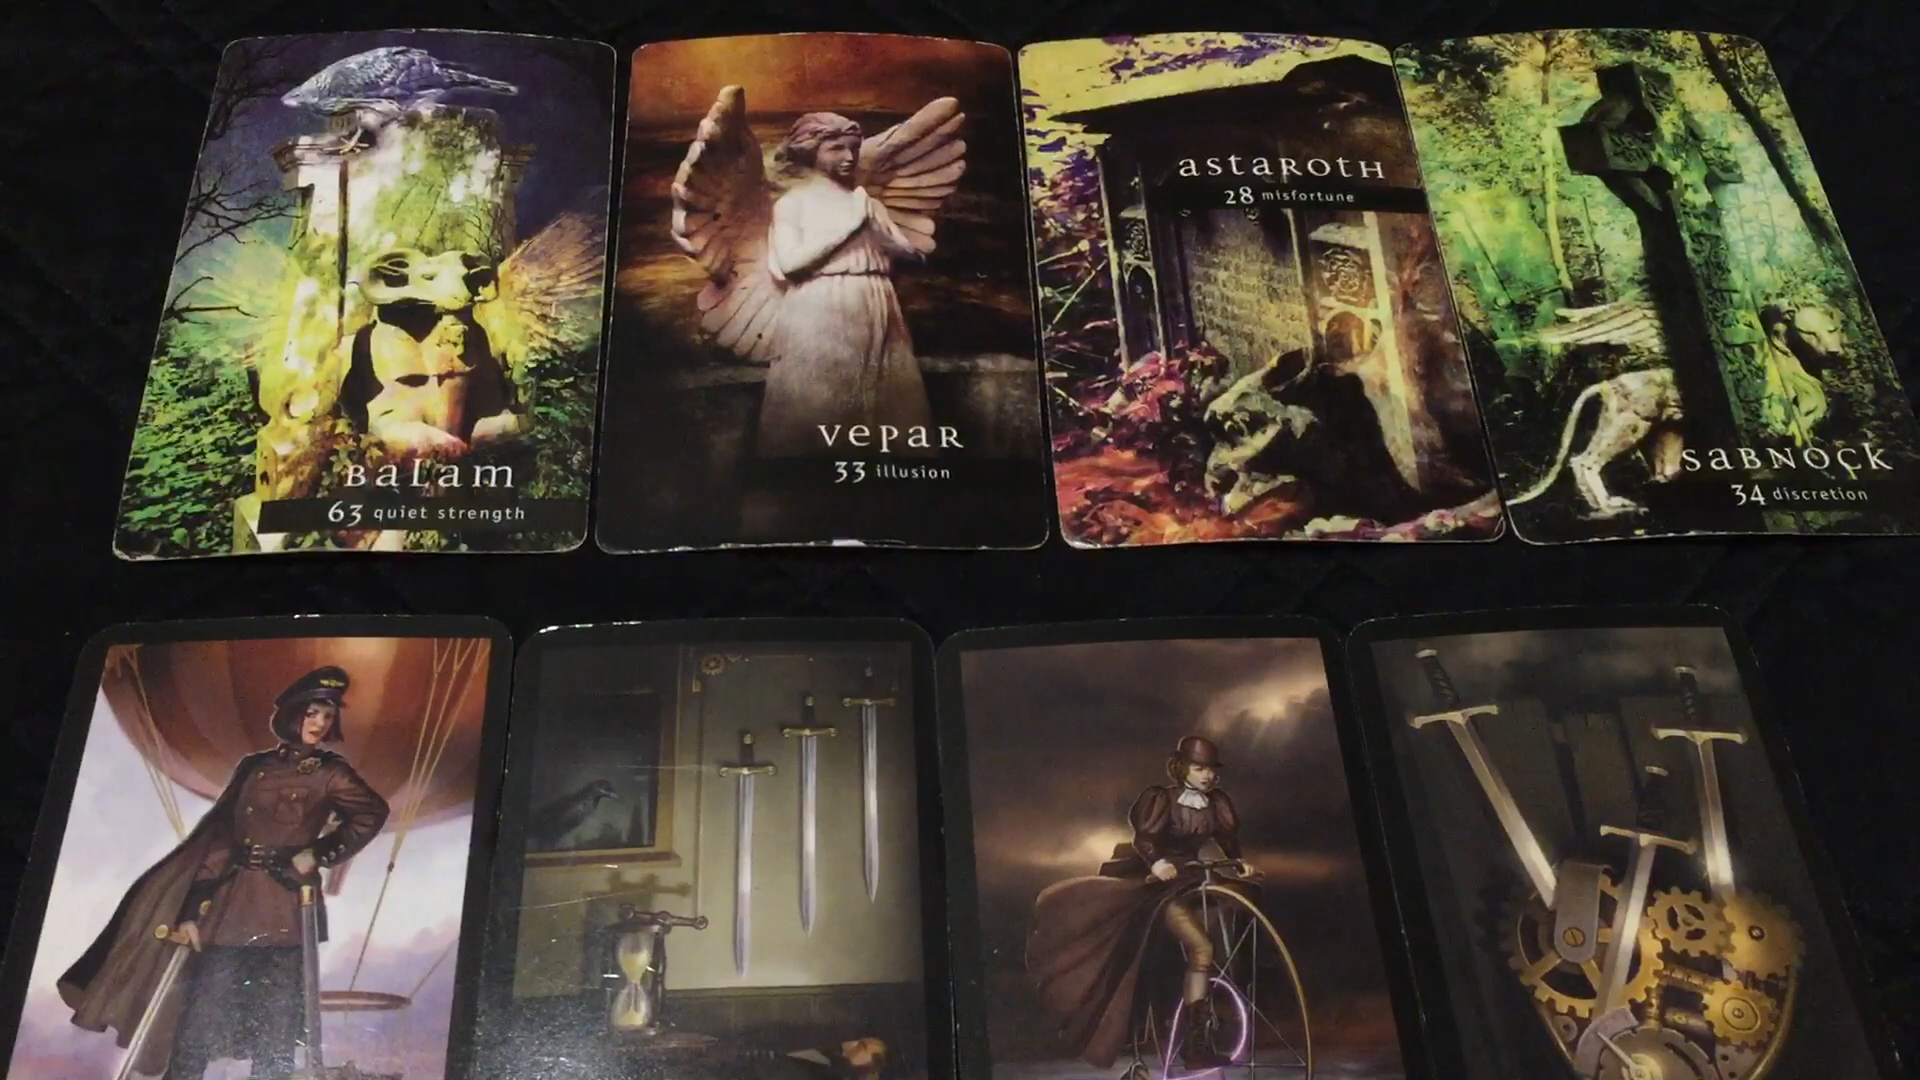 BaLam
63 quiet strength
vepaR
33 illusion
astaROTH
28 misfortune
saBNOCK
34 discretion